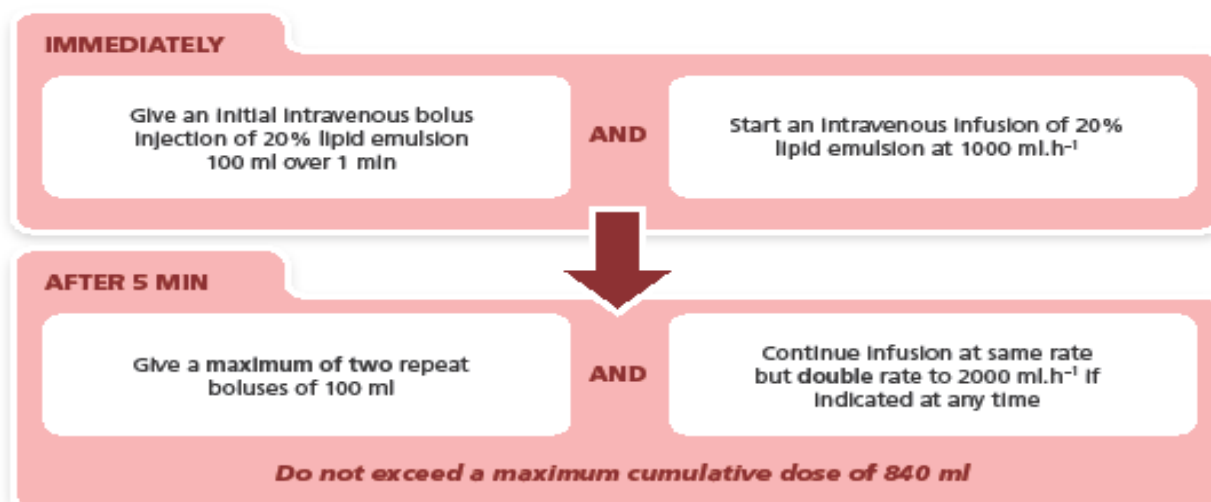 IMMEDIATELY
Give an initial intravenous bolus
injection of 20% lipid emulsion
100 ml over 1 min
AND
Start an intravenous infusion of 20%
lipid emulsion at 1000 ml.h⁻¹
AFTER 5 MIN
Give a maximum of two repeat
boluses of 100 ml
AND
Continue infusion at same rate
but double rate to 2000 ml.h⁻¹ if
indicated at any time
Do not exceed a maximum cumulative dose of 840 ml